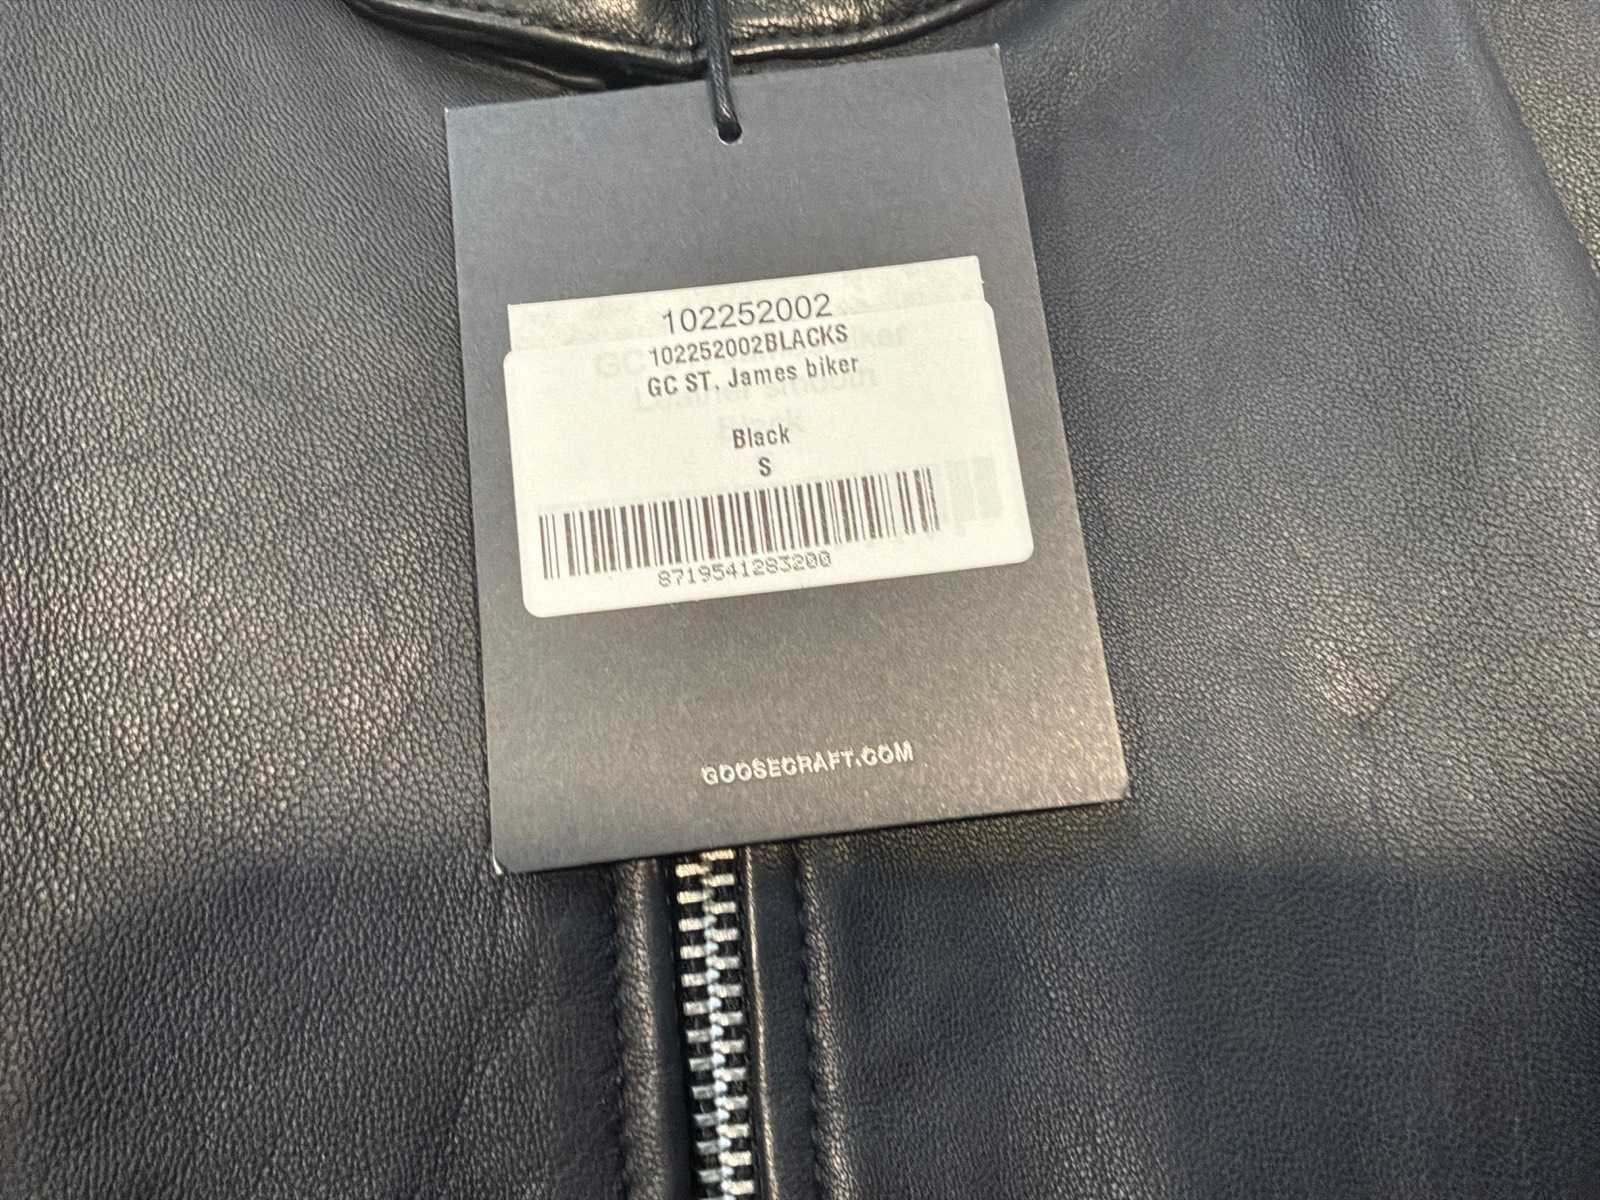 102252002
102252002BLACKS
GC ST. James biker
Black
S
8719541283200
GOOSECRAFT.COM